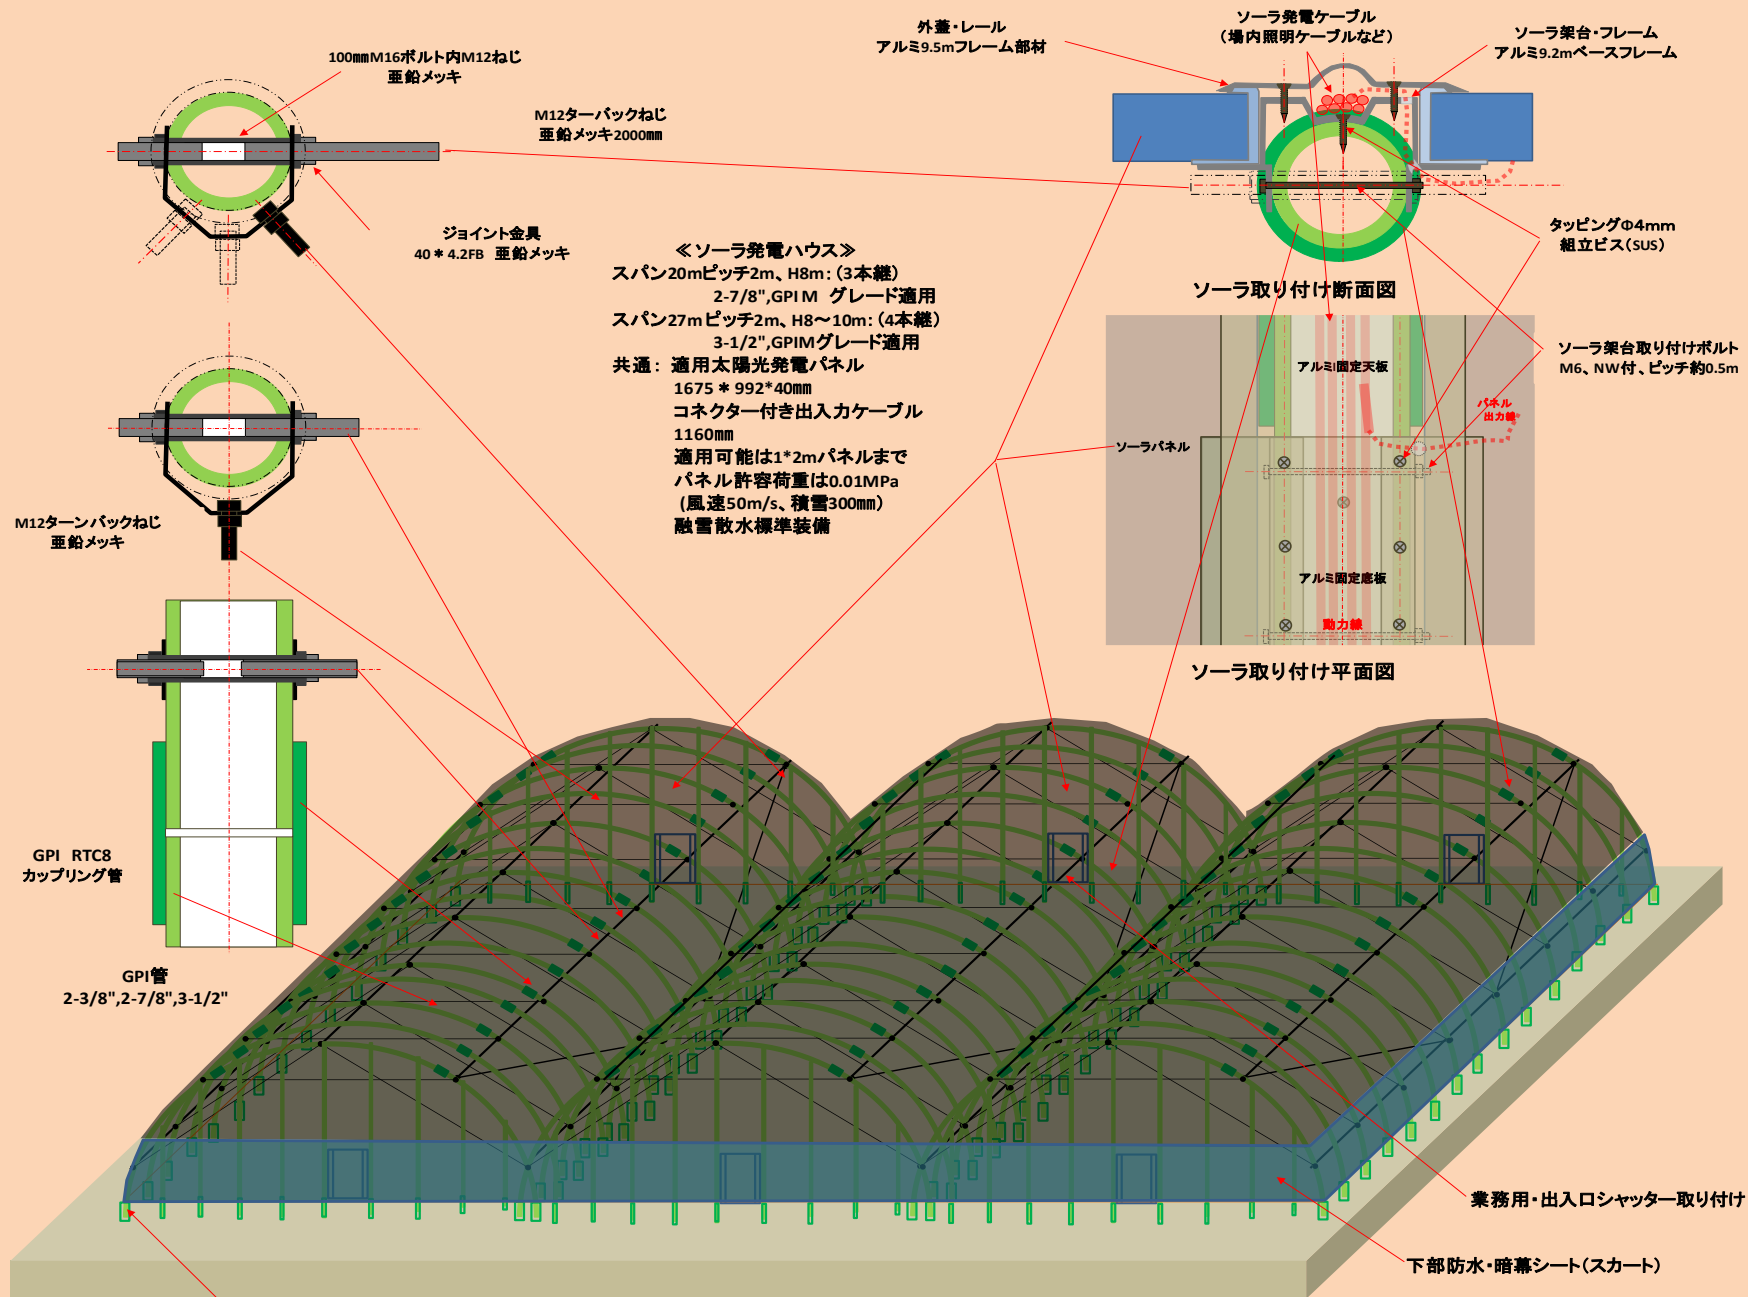 100㎜M16ボルト内M12ねじ
亜鉛メッキ
M12ターバックねじ
亜鉛メッキ2000㎜
ジョイント金具
40＊4.2FB 亜鉛メッキ
M12ターンバックねじ
亜鉛メッキ
GPI RTC8
カップリング管
GPI管
2-3/8",2-7/8",3-1/2"
≪ソーラ発電ハウス≫
スパン20mピッチ2m、H8m：（3本継）
2-7/8",GPI M グレード適用
スパン27mピッチ2m、H8～10m：（4本継）
3-1/2",GPIMグレード適用
共通： 適用太陽光発電パネル
1675＊992*40㎜
コネクター付き出入力ケーブル
1160㎜
適用可能は1*2mパネルまで
パネル許容荷重は0.01MPa
(風速50m/s、積雪300㎜）
融雪散水標準装備
外蓋・レール
アルミ9.5mフレーム部材
ソーラ発電ケーブル
（場内照明ケーブルなど）
ソーラ架台・フレーム
アルミ9.2mベースフレーム
タッピングΦ4mm
組立ビス（SUS）
ソーラ取り付け断面図
ソーラ架台取り付けボルト
M6、NW付、ピッチ約0.5m
アルミ固定天板
パネル
出力線
ソーラパネル
アルミ固定底板
動力線
ソーラ取り付け平面図
業務用・出入口シャッター取り付け
下部防水・暗幕シート（スカート）